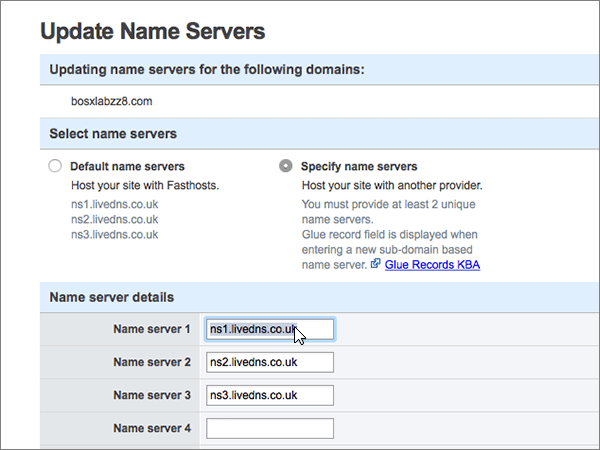 Update Name Servers
Updating name servers for the following domains:
bosxlabzz8.com
Select name servers
Default name servers
Host your site with Fasthosts.
ns1.livedns.co.uk
ns2.livedns.co.uk
ns3.livedns.co.uk
Specify name servers
Host your site with another provider.
You must provide at least 2 unique
name servers.
Glue record field is displayed when
entering a new sub-domain based
name server. Glue Records KBA
Name server details
Name server 1 ns1.livedns.co.uk
Name server 2 ns2.livedns.co.uk
Name server 3 ns3.livedns.co.uk
Name server 4